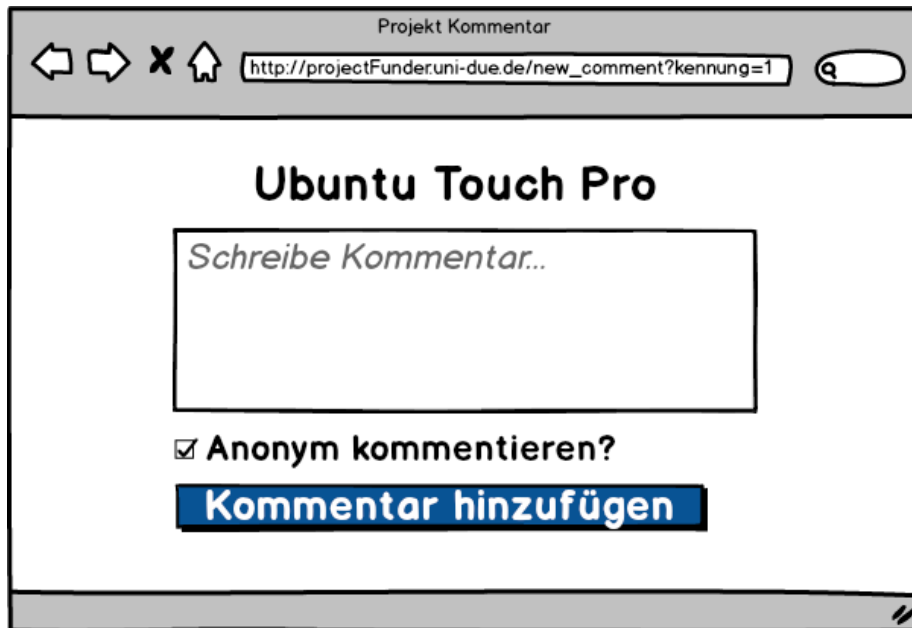 Projekt Kommentar
http://projectFunder.uni-due.de/new_comment?kennung=1
Ubuntu Touch Pro
Schreibe Kommentar...
Anonym kommentieren?
Kommentar hinzufügen